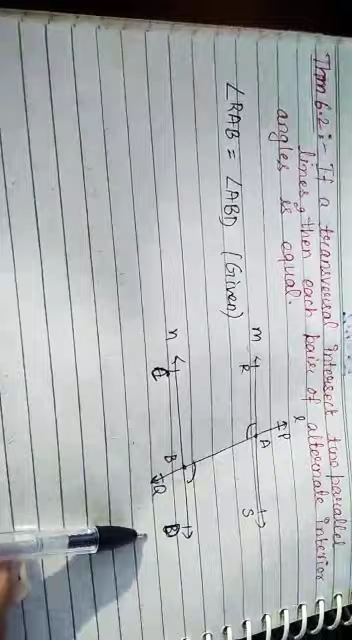 Thm 6.2:- If a transversal intersect two parallel
lines, then each pair of alternate interior
angles is equal.
∠RAB = ∠ABD (Given)
l P
m R A S
n C B D
Q